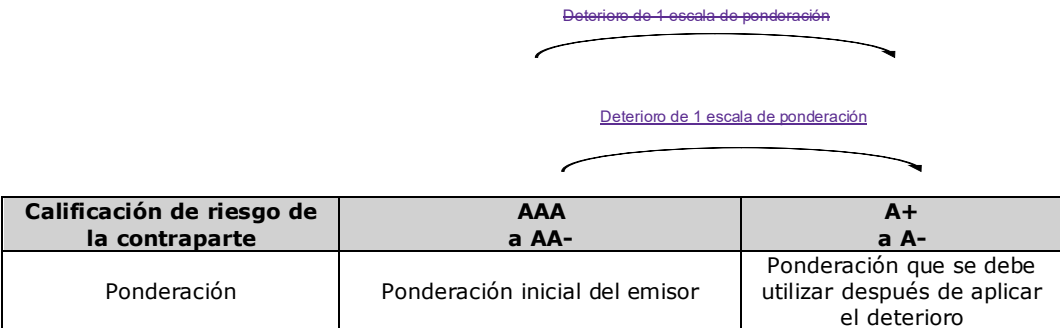 Deterioro de 1 escala de ponderación
Deterioro de 1 escala de ponderación
Calificación de riesgo de la contraparte
AAA
a AA-
A+
a A-
Ponderación
Ponderación inicial del emisor
Ponderación que se debe
utilizar después de aplicar
el deterioro